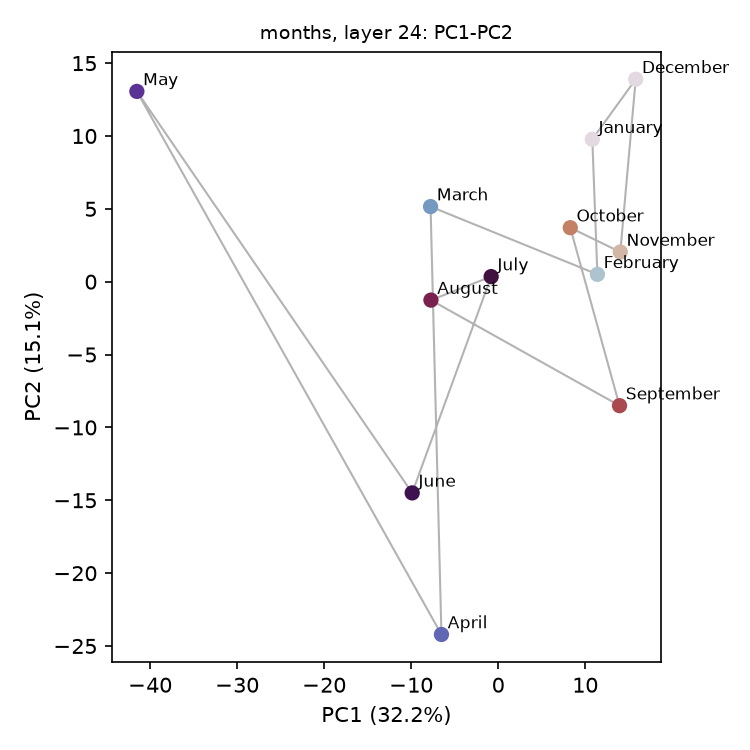 months, layer 24: PC1-PC2
15
10
5
0
−5
−10
−15
−20
−25
PC2 (15.1%)
May
December
January
March
October
November
July
February
August
September
June
April
−40
−30
−20
−10
0
10
PC1 (32.2%)